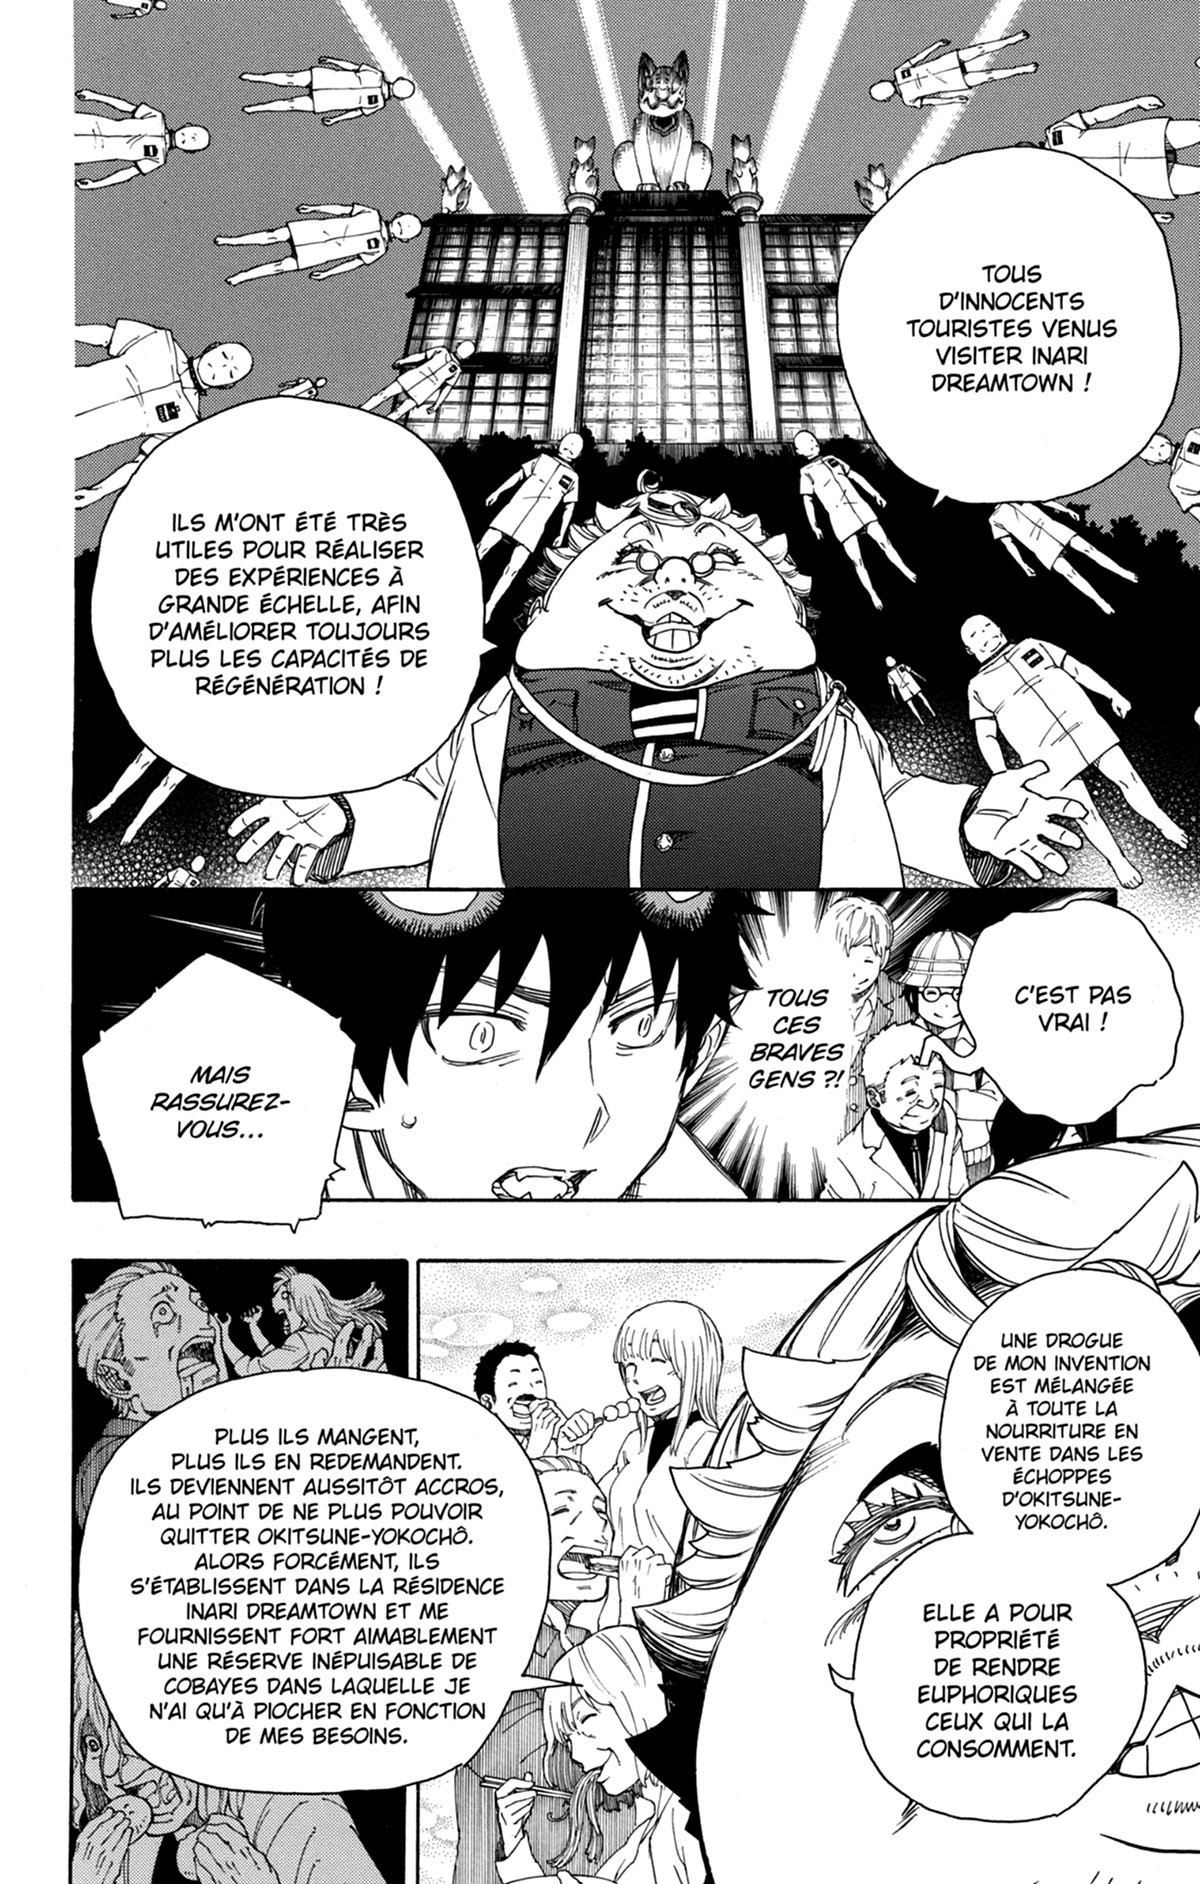 TOUS
D'INNOCENTS
TOURISTES VENUS
VISITER INARI
DREAMTOWN !
ILS M'ONT ÉTÉ TRÈS
UTILES POUR RÉALISER
DES EXPÉRIENCES À
GRANDE ÉCHELLE, AFIN
D'AMÉLIORER TOUJOURS
PLUS LES CAPACITÉS DE
RÉGÉNÉRATION !
C'EST PAS
VRAI !
TOUS
CES
BRAVES
GENS ?!
MAIS
RASSUREZ-
VOUS...
UNE DROGUE
DE MON INVENTION
EST MÉLANGÉE
À TOUTE LA
NOURRITURE EN
VENTE DANS LES
ÉCHOPPES
D'OKITSUNE-
YOKOCHÔ.
ELLE A POUR
PROPRIÉTÉ
DE RENDRE
EUPHORIQUES
CEUX QUI LA
CONSOMMENT.
PLUS ILS MANGENT,
PLUS ILS EN REDEMANDENT.
ILS DEVIENNENT AUSSITÔT ACCROS,
AU POINT DE NE PLUS POUVOIR
QUITTER OKITSUNE-YOKOCHÔ.
ALORS FORCÉMENT, ILS
S'ÉTABLISSENT DANS LA RÉSIDENCE
INARI DREAMTOWN ET ME
FOURNISSENT FORT AIMABLEMENT
UNE RÉSERVE INÉPUISABLE DE
COBAYES DANS LAQUELLE JE
N'AI QU'À PIOCHER EN FONCTION
DE MES BESOINS.